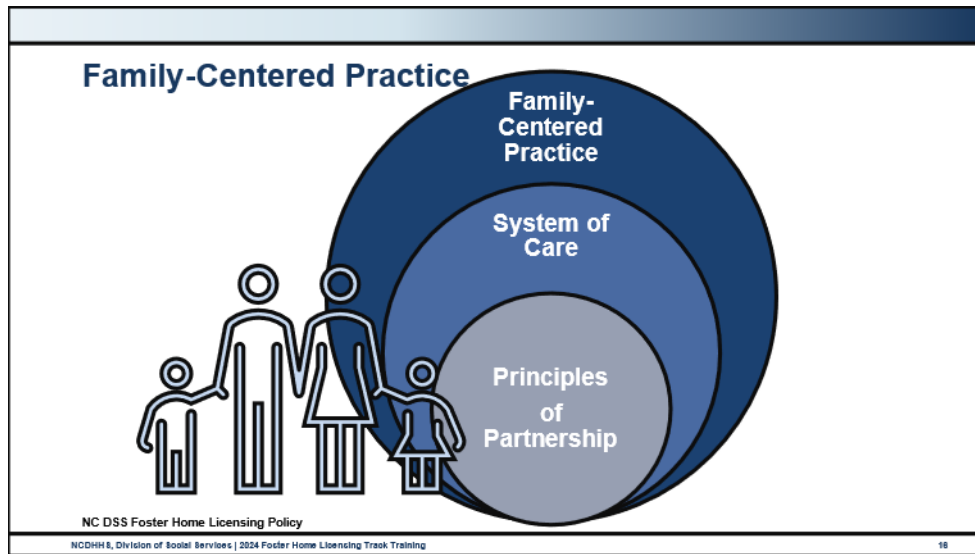 Family-Centered Practice
Family-
Centered
Practice
System of
Care
Principles
of
Partnership
NC DSS Foster Home Licensing Policy
NCDHHS, Division of Social Services | 2024 Foster Home Licensing Track Training
16